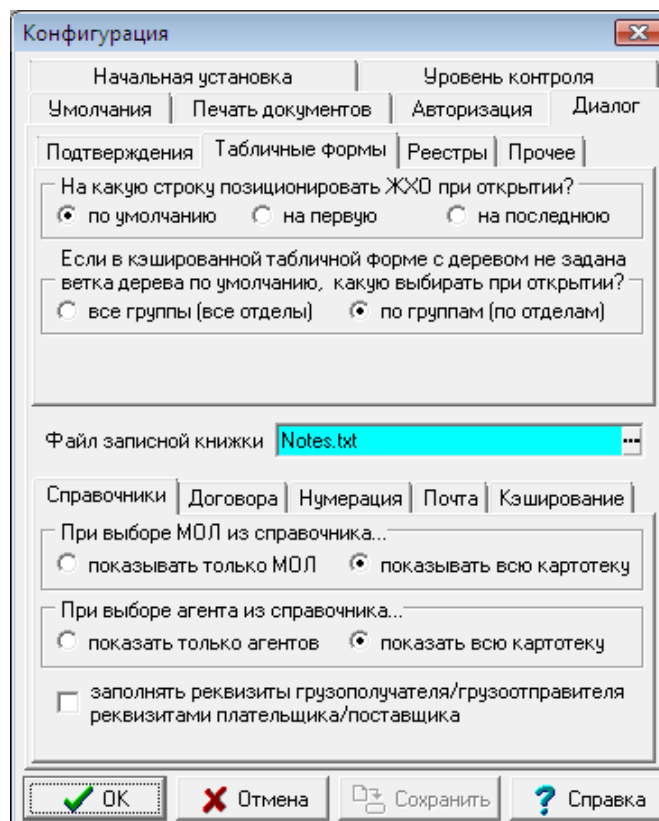 Конфигурация
Начальная установка Уровень контроля
Умолчания Печать документов Авторизация Диалог
Подтверждения Табличные формы Реестры Прочее
На какую строку позиционировать ЖХО при открытии?
по умолчанию на первую на последнюю
Если в кэшированной табличной форме с деревом не задана
ветка дерева по умолчанию, какую выбирать при открытии?
все группы (все отделы) по группам (по отделам)
Файл записной книжки Notes.txt ...
Справочники Договора Нумерация Почта Кэширование
При выборе МОЛ из справочника...
показывать только МОЛ показывать всю картотеку
При выборе агента из справочника...
показать только агентов показать всю картотеку
заполнять реквизиты грузополучателя/грузоотправителя
реквизитами плательщика/поставщика
OK Отмена Сохранить ? Справка